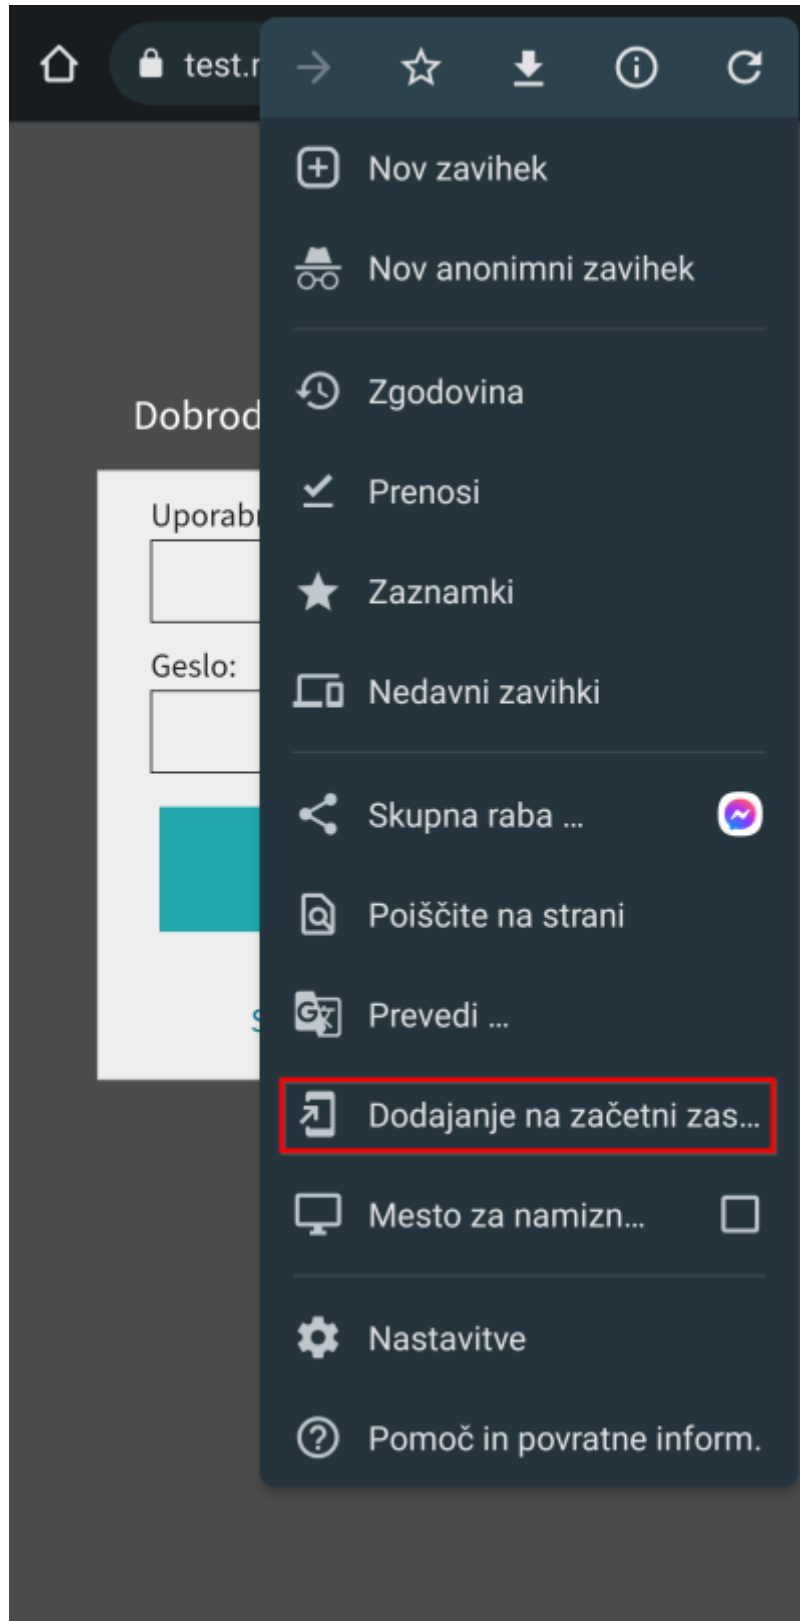 test.r
Nov zavihek
Nov anonimni zavihek
Zgodovina
Dobrod
Prenosi
Uporabr
Zaznamki
Geslo:
Nedavni zavihki
Skupna raba ...
Poiščite na strani
S
Prevedi ...
Dodajanje na začetni zas...
Mesto za namizn...
Nastavitve
Pomoč in povratne inform.